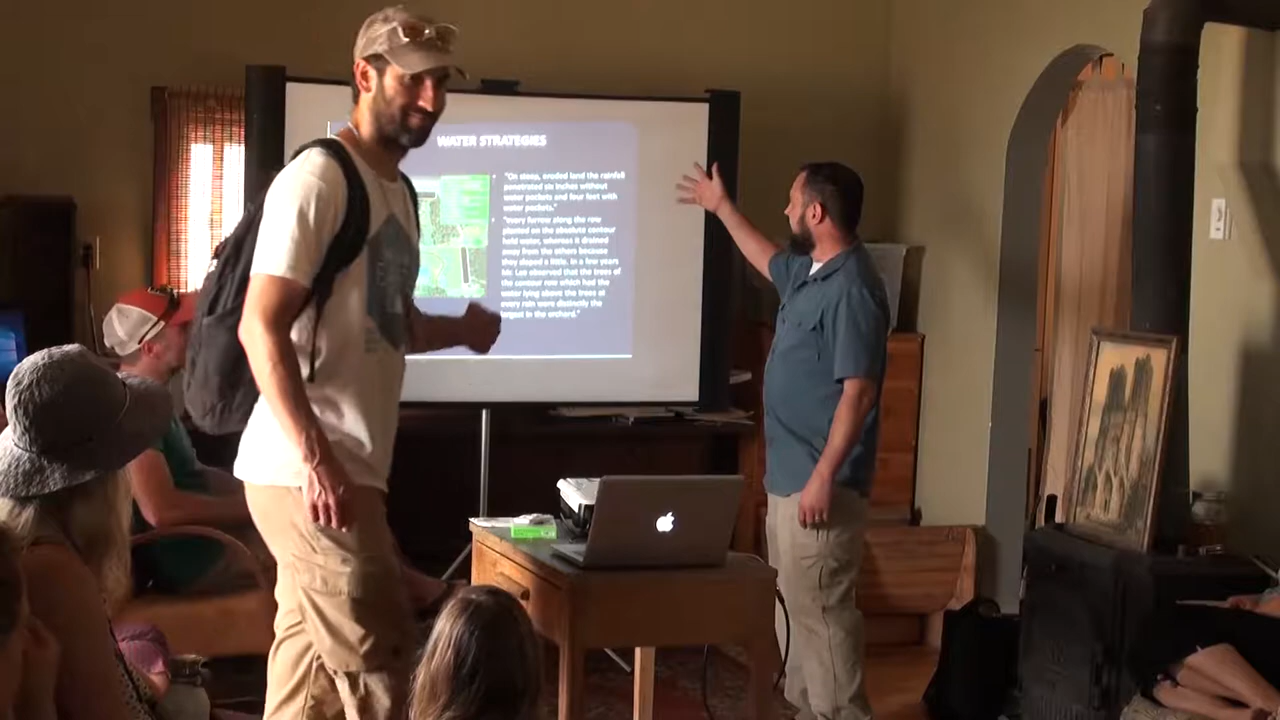 WATER STRATEGIES
"On steep, eroded land the rainfall
penetrated six inches without
water pockets and four feet with
water pockets."
"every furrow along the row
planted on the absolute contour
held water, whereas it drained
away from the others because
they sloped a little. In a few years
Mr. Lee observed that the trees of
the contour row which had the
water lying above the trees at
every rain were distinctly the
largest in the orchard."